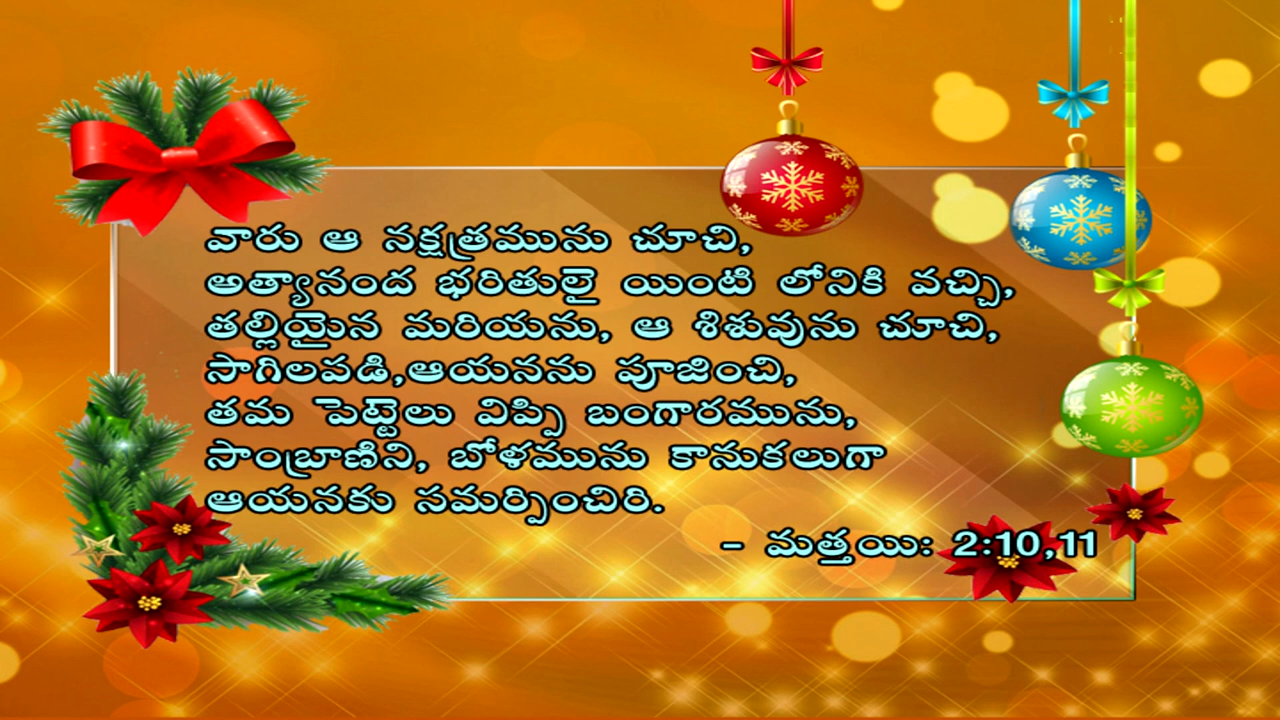 వారు ఆ నక్షత్రమును చూచి,
అత్యానంద భరితులై యింటి లోనికి వచ్చి,
తల్లియైన మరియను, ఆ శిశువును చూచి,
సాగిలపడి,ఆయనను పూజించి,
తమ పెట్టెలు విప్పి బంగారమును,
సాంబ్రాణిని, బోళమును కానుకలుగా
ఆయనకు సమర్పించిరి.
- మత్తయి: 2:10,11